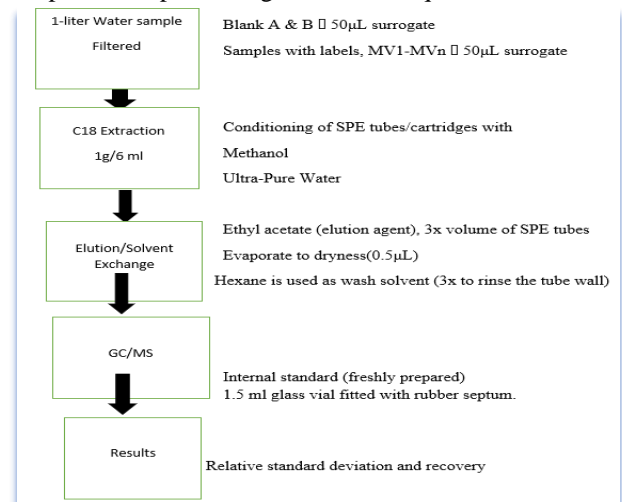 1-liter Water sample
Filtered
Blank A & B  50µL surrogate
Samples with labels, MV1-MVn  50µL surrogate
C18 Extraction
1g/6 ml
Conditioning of SPE tubes/cartridges with
Methanol
Ultra-Pure Water
Elution/Solvent
Exchange
Ethyl acetate (elution agent), 3x volume of SPE tubes
Evaporate to dryness(0.5µL)
Hexane is used as wash solvent (3x to rinse the tube wall)
GC/MS
Internal standard (freshly prepared)
1.5 ml glass vial fitted with rubber septum.
Results
Relative standard deviation and recovery